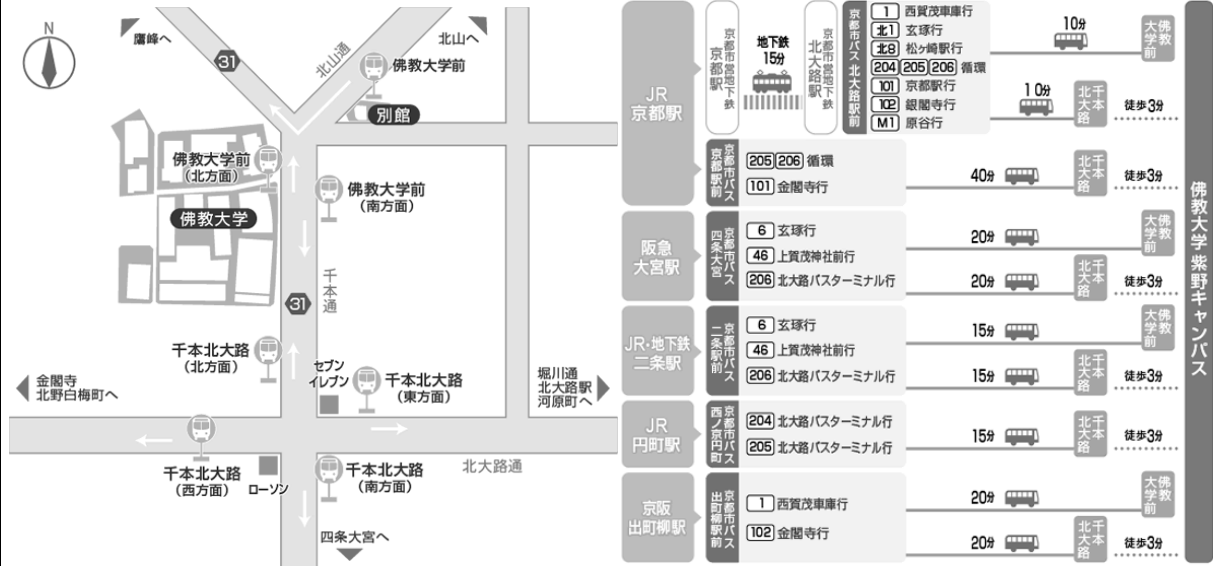 N
鷹峰へ
31
北山通
北山へ
佛教大学前
別館
佛教大学前
(北方面)
佛教大学前
(南方面)
佛教大学
千本通
31
千本北大路
(北方面)
セブン
イレブン
千本北大路
(東方面)
堀川通
北大路駅
河原町へ
金閣寺
北野白梅町へ
千本北大路
(西方面)
ローソン
千本北大路
(南方面)
北大路通
四条大宮へ
JR
京都駅
京都市営地下鉄
京都駅
地下鉄
15分
京都市営地下鉄
北大路駅
京都市バス 北大路駅前
1 西賀茂車庫行
北1 玄琢行
北8 松ヶ崎駅行
204 205 206 循環
101 京都駅行
102 銀閣寺行
M1 原谷行
10分
佛教大学前
10分
千本北大路
徒歩3分
京都市バス
京都駅前
205 206 循環
101 金閣寺行
40分
千本北大路
徒歩3分
阪急
大宮駅
京都市バス
四条大宮
6 玄琢行
46 上賀茂神社前行
206 北大路バスターミナル行
20分
佛教大学前
20分
千本北大路
徒歩3分
JR・地下鉄
二条駅
京都市バス
二条駅前
6 玄琢行
46 上賀茂神社前行
206 北大路バスターミナル行
15分
佛教大学前
15分
千本北大路
徒歩3分
JR
円町駅
京都市バス
西ノ京円町
204 北大路バスターミナル行
205 北大路バスターミナル行
15分
千本北大路
徒歩3分
京阪
出町柳駅
京都市バス
出町柳駅前
1 西賀茂車庫行
102 金閣寺行
20分
佛教大学前
20分
千本北大路
徒歩3分
佛教大学 紫野キャンパス